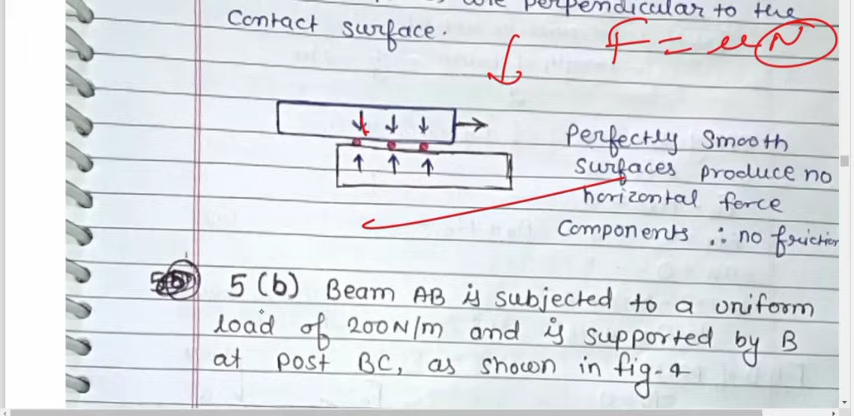 perpendicular to the
Contact surface.
F = μN
Perfectly smooth
surfaces produce no
horizontal force
Components ∴ no friction
5 (b) Beam AB is subjected to a uniform
load of 200N/m and is supported by B
at post BC, as shown in fig-4